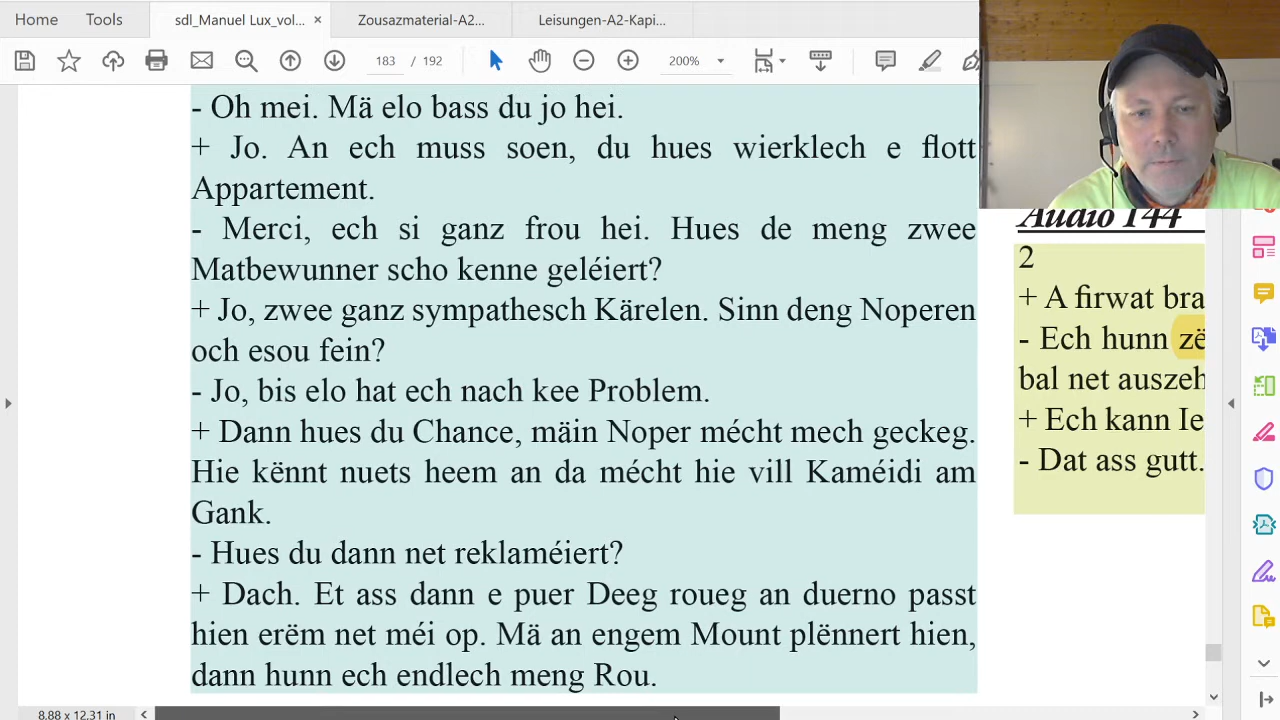 Home
Tools
sdl_Manuel Lux_vol... ×
Zousazmaterial-A2...
Leisungen-A2-Kapi...
183 / 192
200%
- Oh mei. Mä elo bass du jo hei.
+ Jo. An ech muss soen, du hues wierklech e flott
Appartement.
- Merci, ech si ganz frou hei. Hues de meng zwee
Matbewunner scho kenne geléiert?
+ Jo, zwee ganz sympathesch Kärelen. Sinn deng Noperen
och esou fein?
- Jo, bis elo hat ech nach kee Problem.
+ Dann hues du Chance, mäin Noper mécht mech geckeg.
Hie kënnt nuets heem an da mécht hie vill Kaméidi am
Gank.
- Hues du dann net reklaméiert?
+ Dach. Et ass dann e puer Deeg roueg an duerno passt
hien erëm net méi op. Mä an engem Mount plënnert hien,
dann hunn ech endlech meng Rou.
Audio 144
2
+ A firwat bra
- Ech hunn zë
bal net auszeh
+ Ech kann Ie
- Dat ass gutt.
8.88 x 12.31 in